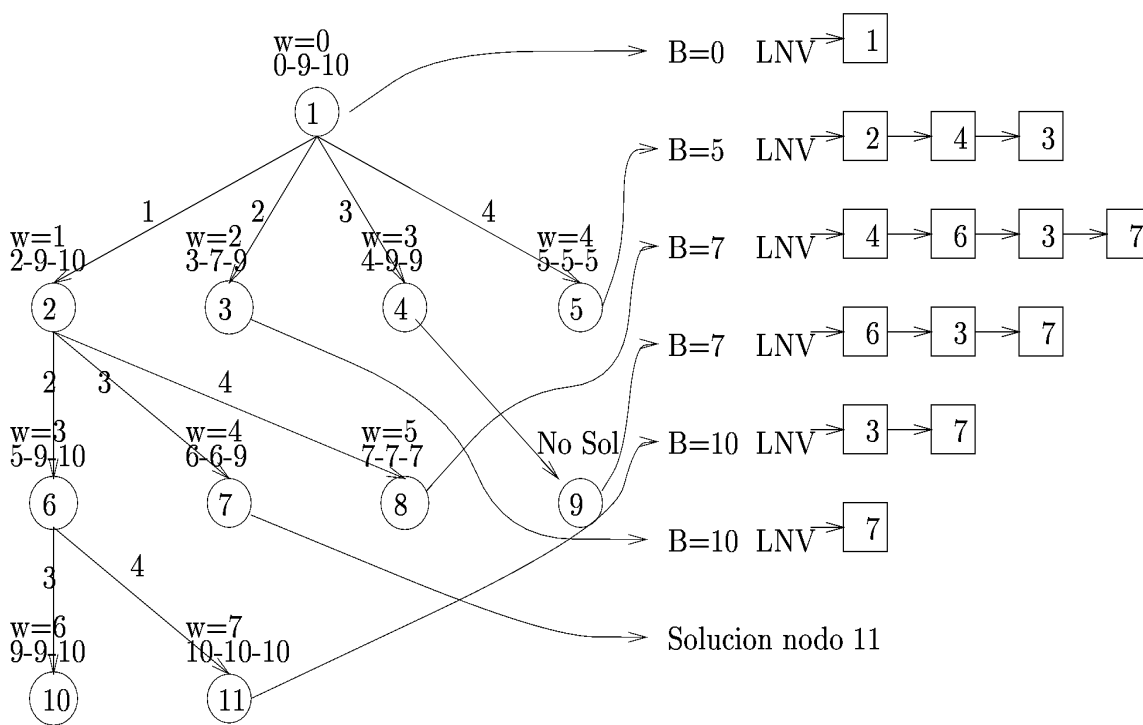 w=0
0-9-10
1
B=0 LNV 1
B=5 LNV 2 4 3
1
2
3
4
w=1
2-9-10
w=2
3-7-9
w=3
4-9-9
w=4
5-5-5
B=7 LNV 4 6 3 7
2
3
4
5
B=7 LNV 6 3 7
2
3
4
w=3
5-9-10
w=4
6-6-9
w=5
7-7-7
No Sol
B=10 LNV 3 7
6
7
8
9
B=10 LNV 7
3
4
w=6
9-9-10
w=7
10-10-10
Solucion nodo 11
10
11